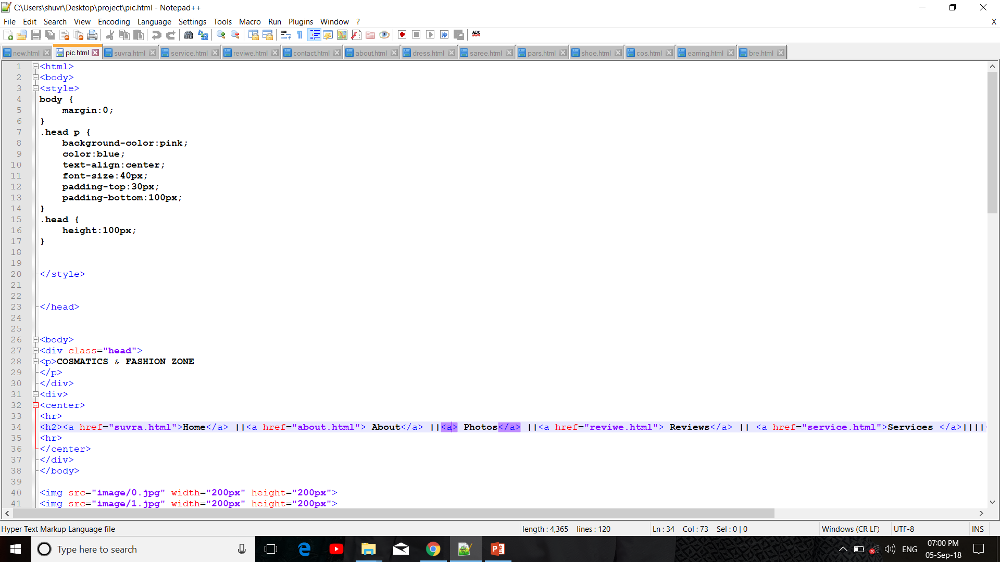 C:\Users\shuvr\Desktop\project\pic.html - Notepad++
File Edit Search View Encoding Language Settings Tools Macro Run Plugins Window ? X
ABC
new.html pic.html suvra.html service.html reviwe.html contact.html about.html dress.html saree.html pars.html shoe.html cos.html earring.html bre.html
1 <html>
2 <body>
3 <style>
4 body {
5 margin:0;
6 }
7 .head p {
8 background-color:pink;
9 color:blue;
10 text-align:center;
11 font-size:40px;
12 padding-top:30px;
13 padding-bottom:100px;
14 }
15 .head {
16 height:100px;
17 }
18
19
20 </style>
21
22
23 </head>
24
25
26 <body>
27 <div class="head">
28 <p>COSMATICS & FASHION ZONE
29 </p>
30 </div>
31 <div>
32 <center>
33 <hr>
34 <h2><a href="suvra.html">Home</a> ||<a href="about.html"> About</a> ||<a> Photos</a> ||<a href="reviwe.html"> Reviews</a> || <a href="service.html">Services </a>||||<
35 <hr>
36 </center>
37 </div>
38 </body>
39
40 <img src="image/0.jpg" width="200px" height="200px">
41 <img src="image/1.jpg" width="200px" height="200px">
Hyper Text Markup Language file length : 4,365 lines : 120 Ln : 34 Col : 73 Sel : 0 | 0 Windows (CR LF) UTF-8 INS
Type here to search ENG 07:00 PM
05-Sep-18